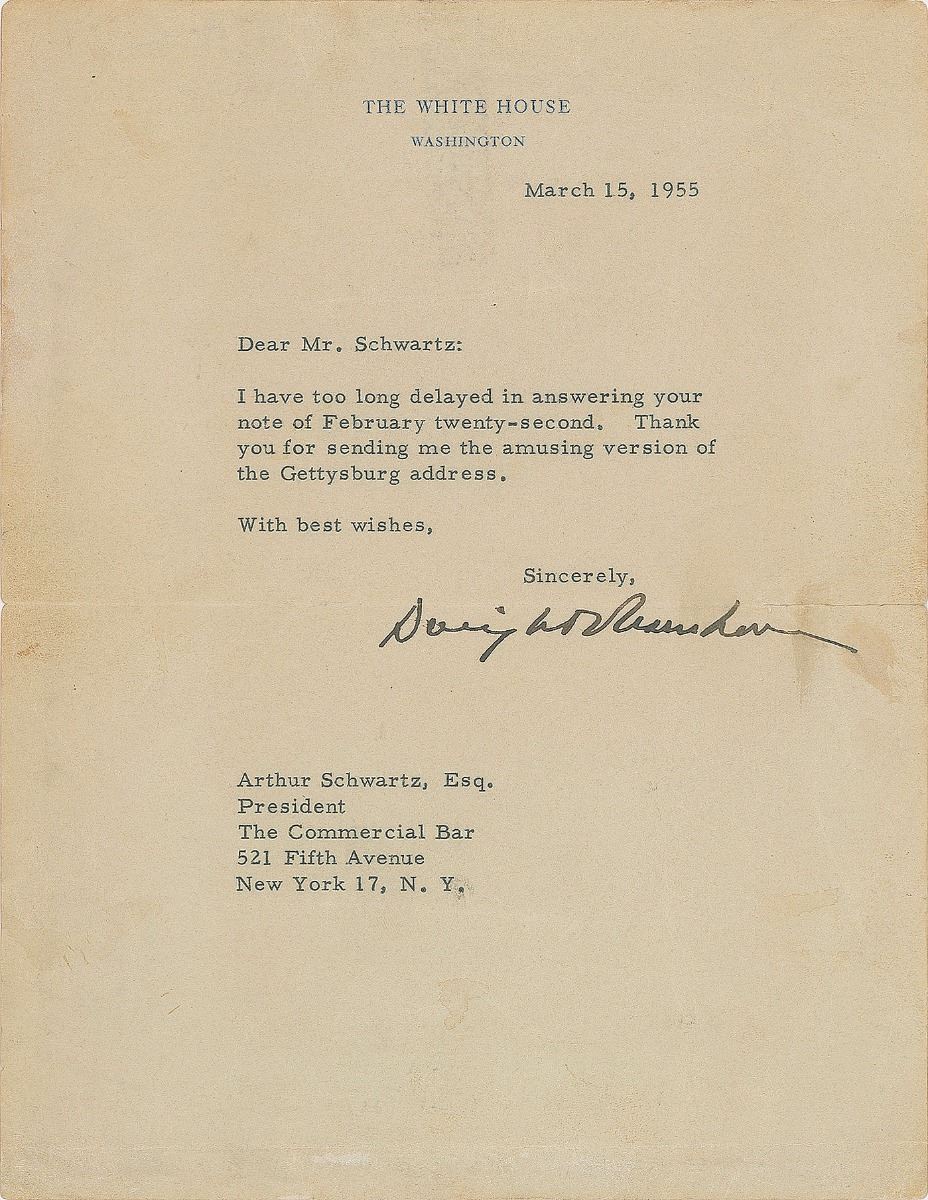 THE WHITE HOUSE
WASHINGTON
March 15, 1955
Dear Mr. Schwartz:
I have too long delayed in answering your
note of February twenty-second. Thank
you for sending me the amusing version of
the Gettysburg address.
With best wishes,
Sincerely,
Dwight D Eisenhower
Arthur Schwartz, Esq.
President
The Commercial Bar
521 Fifth Avenue
New York 17, N. Y.